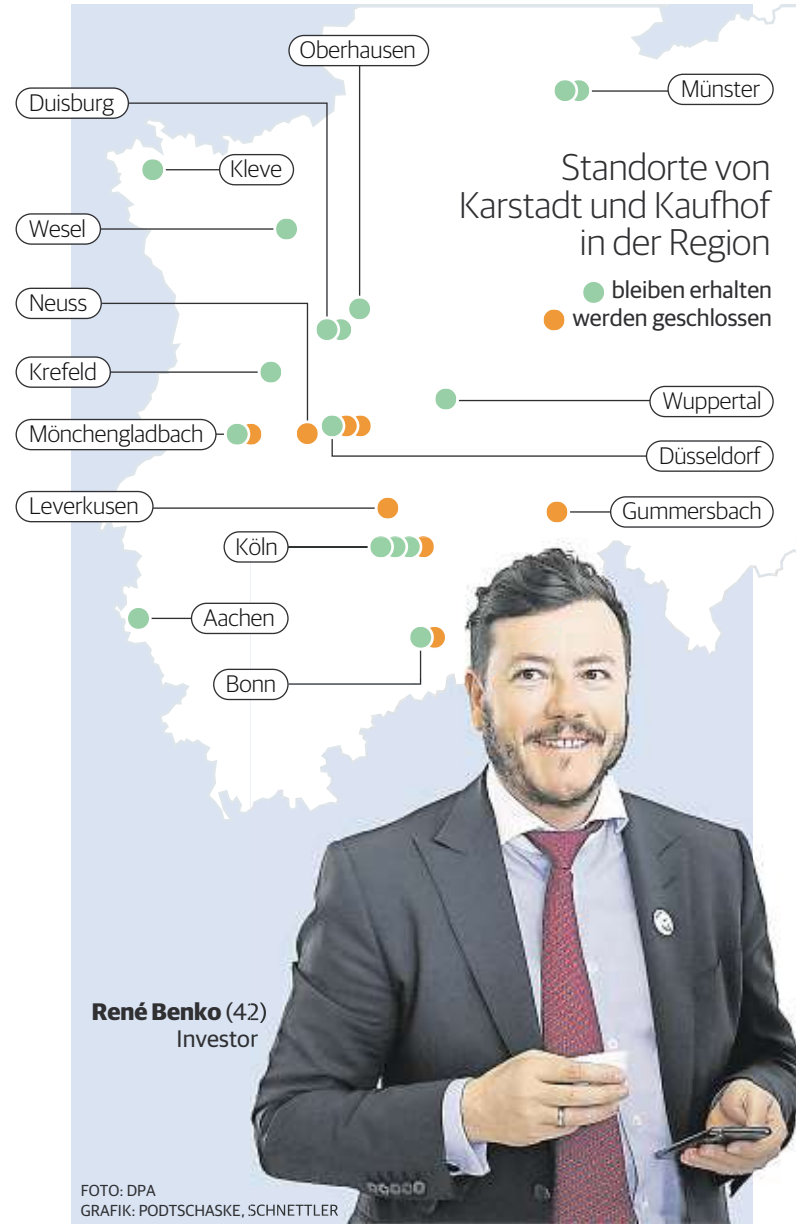 Oberhausen
Duisburg
Münster
Kleve
Standorte von
Karstadt und Kaufhof
in der Region
bleiben erhalten
werden geschlossen
Wesel
Neuss
Krefeld
Wuppertal
Mönchengladbach
Düsseldorf
Leverkusen
Gummersbach
Köln
Aachen
Bonn
René Benko (42)
Investor
FOTO: DPA
GRAFIK: PODTSCHASKE, SCHNETTLER